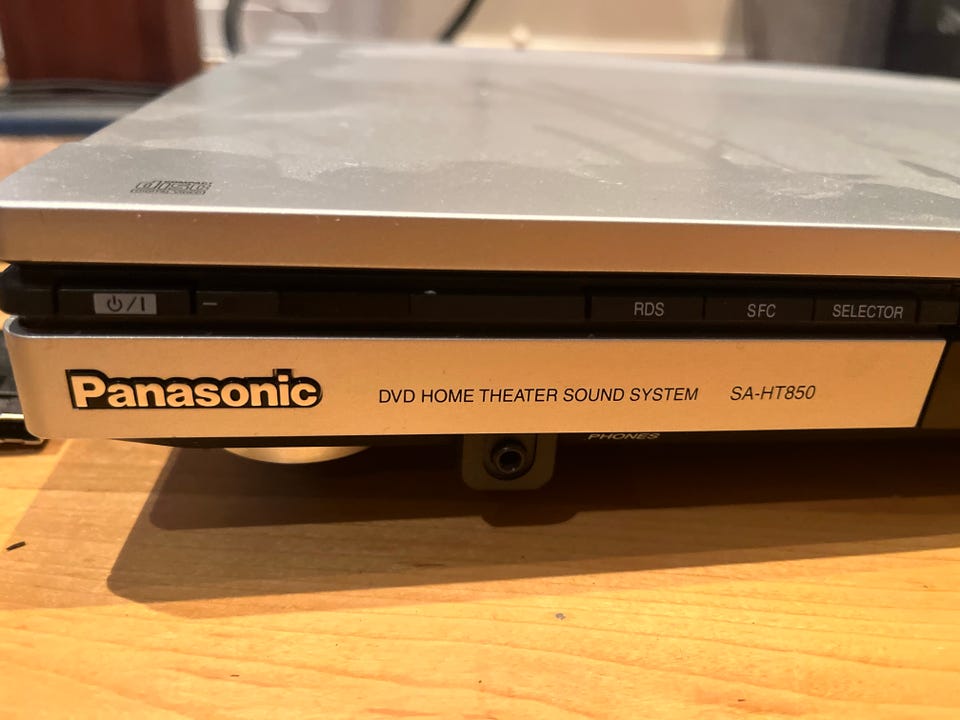 ⏻/I
RDS
SFC
SELECTOR
Panasonic
DVD HOME THEATER SOUND SYSTEM
SA-HT850
PHONES